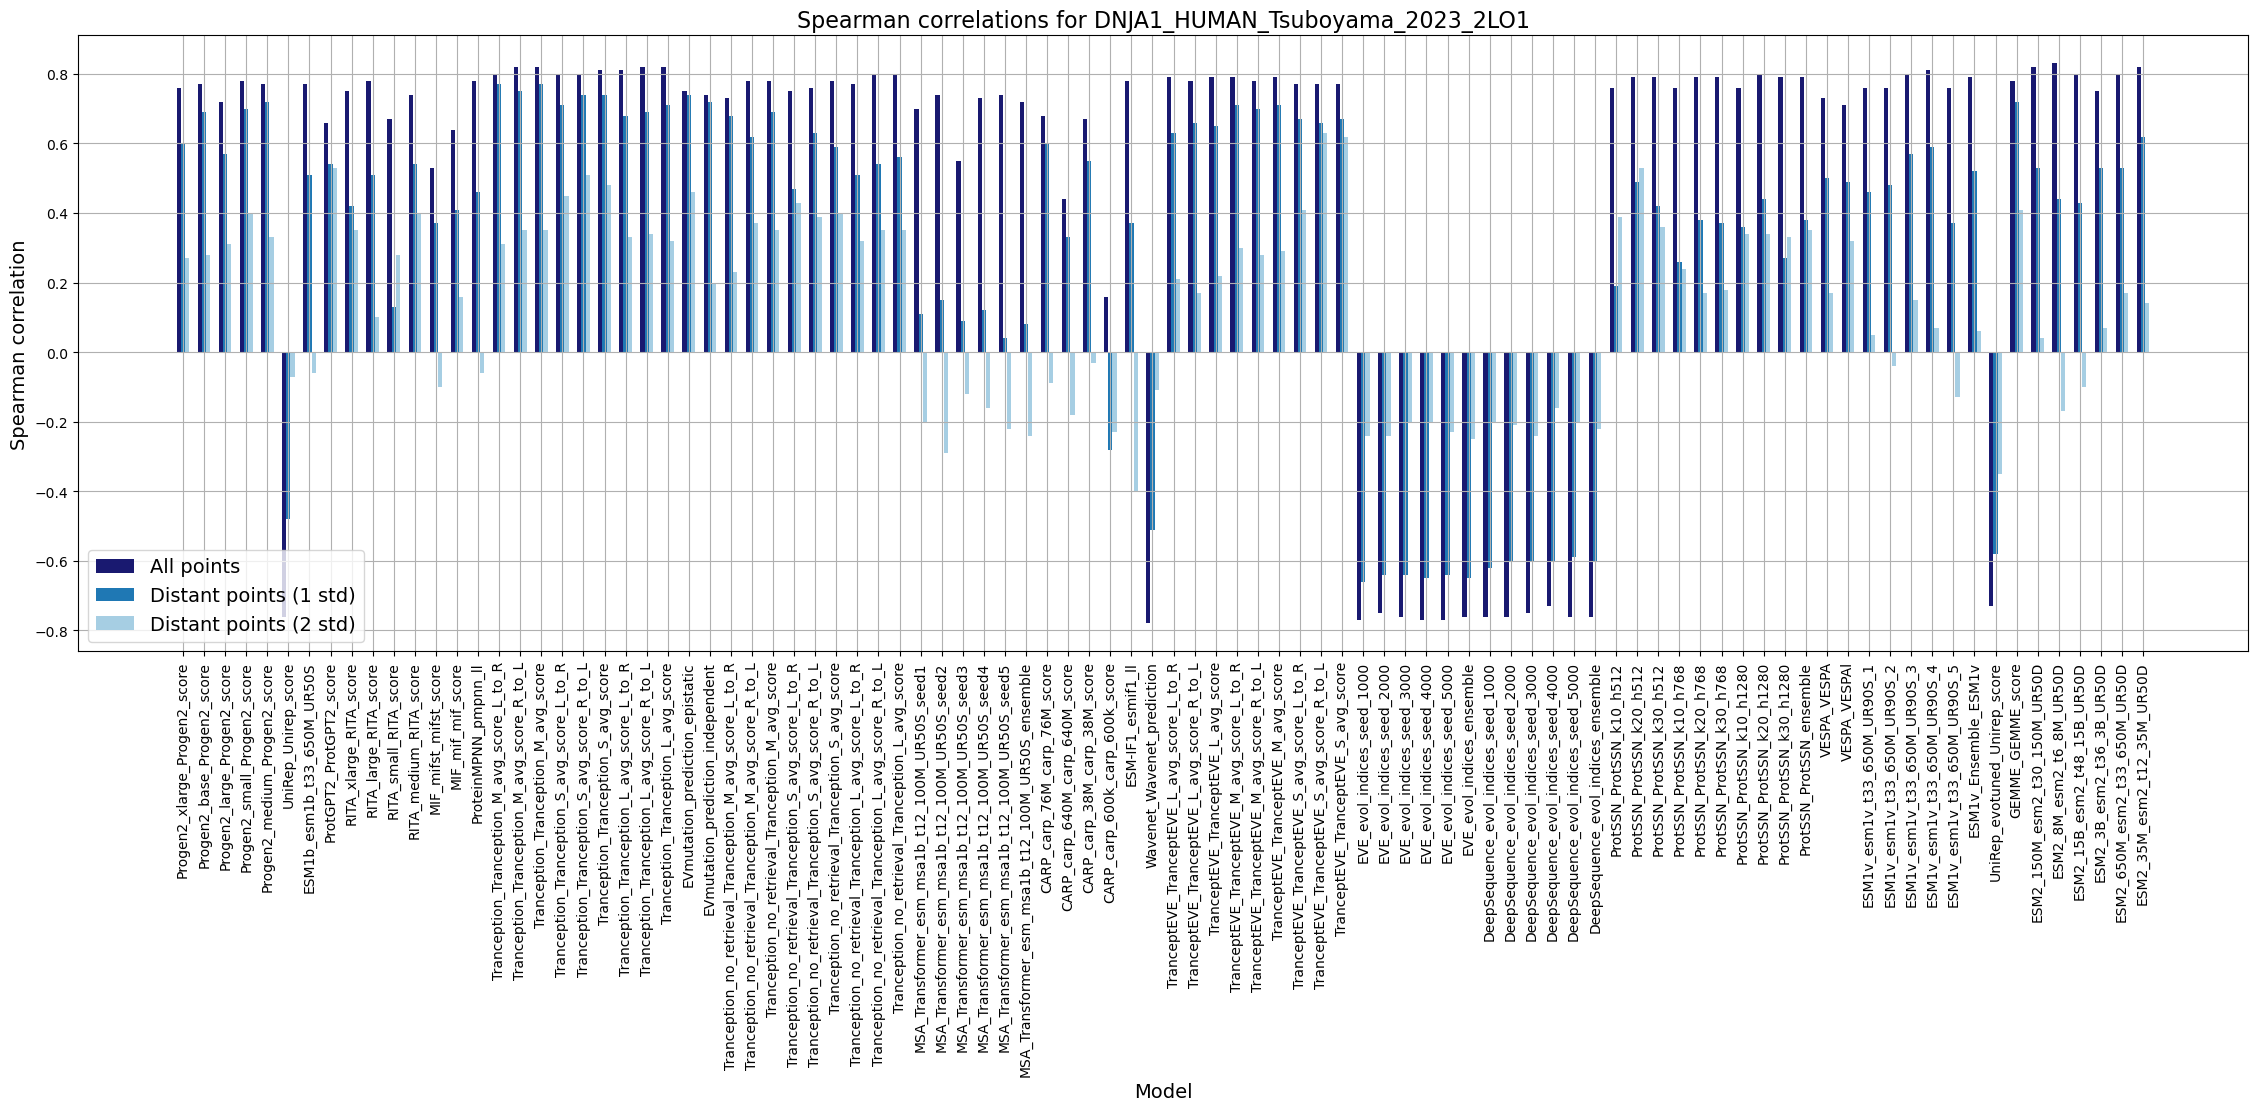 Spearman correlations for DNJA1_HUMAN_Tsuboyama_2023_2LO1
Spearman correlation
0.8
0.6
0.4
0.2
0.0
−0.2
−0.4
−0.6
−0.8
All points
Distant points (1 std)
Distant points (2 std)
Progen2_xlarge_Progen2_score
Progen2_base_Progen2_score
Progen2_large_Progen2_score
Progen2_small_Progen2_score
Progen2_medium_Progen2_score
UniRep_Unirep_score
ESM1b_esm1b_t33_650M_UR50S
ProtGPT2_ProtGPT2_score
RITA_xlarge_RITA_score
RITA_large_RITA_score
RITA_small_RITA_score
RITA_medium_RITA_score
MIF_mifst_mifst_score
MIF_mif_mif_score
ProteinMPNN_pmpnn_ll
Tranception_Tranception_M_avg_score_L_to_R
Tranception_Tranception_M_avg_score_R_to_L
Tranception_Tranception_M_avg_score
Tranception_Tranception_S_avg_score_L_to_R
Tranception_Tranception_S_avg_score_R_to_L
Tranception_Tranception_S_avg_score
Tranception_Tranception_L_avg_score_L_to_R
Tranception_Tranception_L_avg_score_R_to_L
Tranception_Tranception_L_avg_score
EVmutation_prediction_epistatic
EVmutation_prediction_independent
Tranception_no_retrieval_Tranception_M_avg_score_L_to_R
Tranception_no_retrieval_Tranception_M_avg_score_R_to_L
Tranception_no_retrieval_Tranception_M_avg_score
Tranception_no_retrieval_Tranception_S_avg_score_L_to_R
Tranception_no_retrieval_Tranception_S_avg_score_R_to_L
Tranception_no_retrieval_Tranception_S_avg_score
Tranception_no_retrieval_Tranception_L_avg_score_L_to_R
Tranception_no_retrieval_Tranception_L_avg_score_R_to_L
Tranception_no_retrieval_Tranception_L_avg_score
MSA_Transformer_esm_msa1b_t12_100M_UR50S_seed1
MSA_Transformer_esm_msa1b_t12_100M_UR50S_seed2
MSA_Transformer_esm_msa1b_t12_100M_UR50S_seed3
MSA_Transformer_esm_msa1b_t12_100M_UR50S_seed4
MSA_Transformer_esm_msa1b_t12_100M_UR50S_seed5
MSA_Transformer_esm_msa1b_t12_100M_UR50S_ensemble
CARP_carp_76M_carp_76M_score
CARP_carp_640M_carp_640M_score
CARP_carp_38M_carp_38M_score
CARP_carp_600k_carp_600k_score
ESM-IF1_esmif1_ll
Wavenet_Wavenet_prediction
TranceptEVE_TranceptEVE_L_avg_score_L_to_R
TranceptEVE_TranceptEVE_L_avg_score_R_to_L
TranceptEVE_TranceptEVE_L_avg_score
TranceptEVE_TranceptEVE_M_avg_score_L_to_R
TranceptEVE_TranceptEVE_M_avg_score_R_to_L
TranceptEVE_TranceptEVE_M_avg_score
TranceptEVE_TranceptEVE_S_avg_score_L_to_R
TranceptEVE_TranceptEVE_S_avg_score_R_to_L
TranceptEVE_TranceptEVE_S_avg_score
EVE_evol_indices_seed_1000
EVE_evol_indices_seed_2000
EVE_evol_indices_seed_3000
EVE_evol_indices_seed_4000
EVE_evol_indices_seed_5000
EVE_evol_indices_ensemble
DeepSequence_evol_indices_seed_1000
DeepSequence_evol_indices_seed_2000
DeepSequence_evol_indices_seed_3000
DeepSequence_evol_indices_seed_4000
DeepSequence_evol_indices_seed_5000
DeepSequence_evol_indices_ensemble
ProtSSN_ProtSSN_k10_h512
ProtSSN_ProtSSN_k20_h512
ProtSSN_ProtSSN_k30_h512
ProtSSN_ProtSSN_k10_h768
ProtSSN_ProtSSN_k20_h768
ProtSSN_ProtSSN_k30_h768
ProtSSN_ProtSSN_k10_h1280
ProtSSN_ProtSSN_k20_h1280
ProtSSN_ProtSSN_k30_h1280
ProtSSN_ProtSSN_ensemble
VESPA_VESPA
VESPA_VESPAl
ESM1v_esm1v_t33_650M_UR90S_1
ESM1v_esm1v_t33_650M_UR90S_2
ESM1v_esm1v_t33_650M_UR90S_3
ESM1v_esm1v_t33_650M_UR90S_4
ESM1v_esm1v_t33_650M_UR90S_5
ESM1v_Ensemble_ESM1v
UniRep_evotuned_Unirep_score
GEMME_GEMME_score
ESM2_150M_esm2_t30_150M_UR50D
ESM2_8M_esm2_t6_8M_UR50D
ESM2_15B_esm2_t48_15B_UR50D
ESM2_3B_esm2_t36_3B_UR50D
ESM2_650M_esm2_t33_650M_UR50D
ESM2_35M_esm2_t12_35M_UR50D
Model